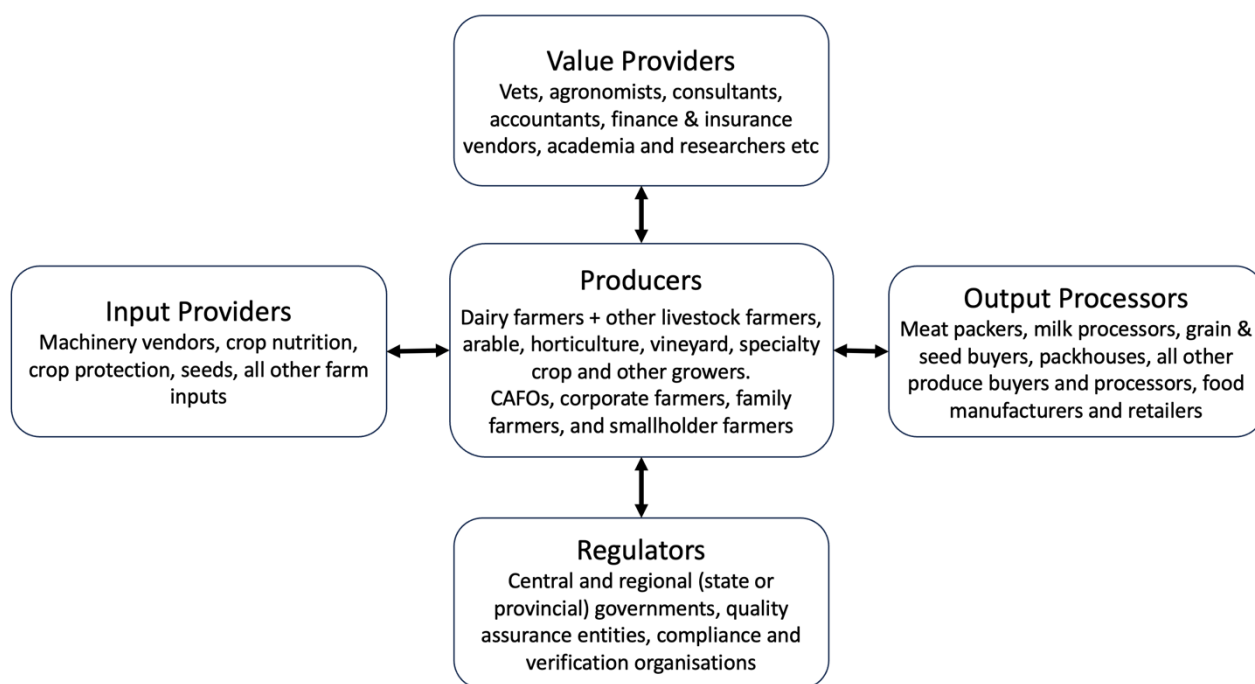 Value Providers
Vets, agronomists, consultants,
accountants, finance & insurance
vendors, academia and researchers etc
Input Providers
Machinery vendors, crop nutrition,
crop protection, seeds, all other farm
inputs
Producers
Dairy farmers + other livestock farmers,
arable, horticulture, vineyard, specialty
crop and other growers.
CAFOs, corporate farmers, family
farmers, and smallholder farmers
Output Processors
Meat packers, milk processors, grain &
seed buyers, packhouses, all other
produce buyers and processors, food
manufacturers and retailers
Regulators
Central and regional (state or
provincial) governments, quality
assurance entities, compliance and
verification organisations